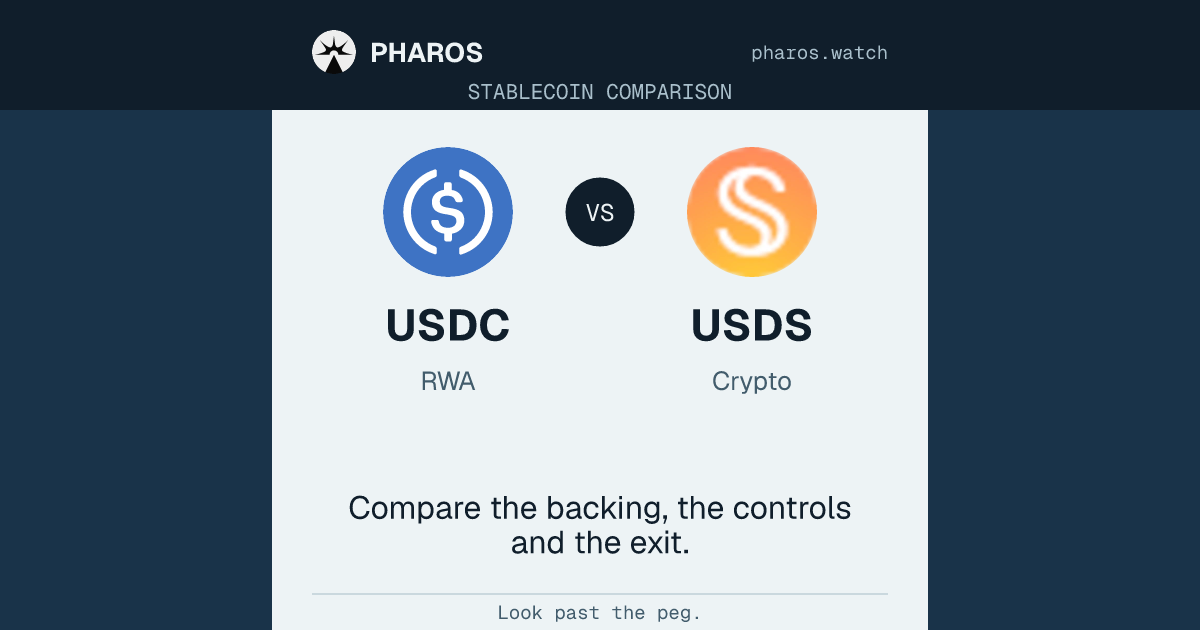 PHAROS
pharos.watch
STABLECOIN COMPARISON
$
VS
S
USDC
USDS
RWA
Crypto
Compare the backing, the controls
and the exit.
Look past the peg.